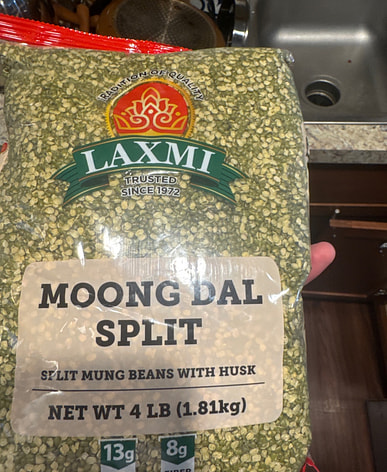 TRADITION OF QUALITY
LAXMI
TRUSTED
SINCE 1972
MOONG DAL
SPLIT
SPLIT MUNG BEANS WITH HUSK
NET WT 4 LB (1.81kg)
13g 8g
FIBER